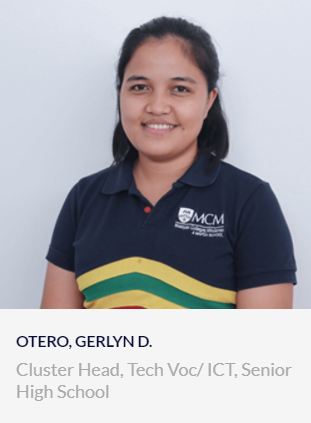 MCM
OTERO, GERLYN D.
Cluster Head, Tech Voc/ ICT, Senior
High School